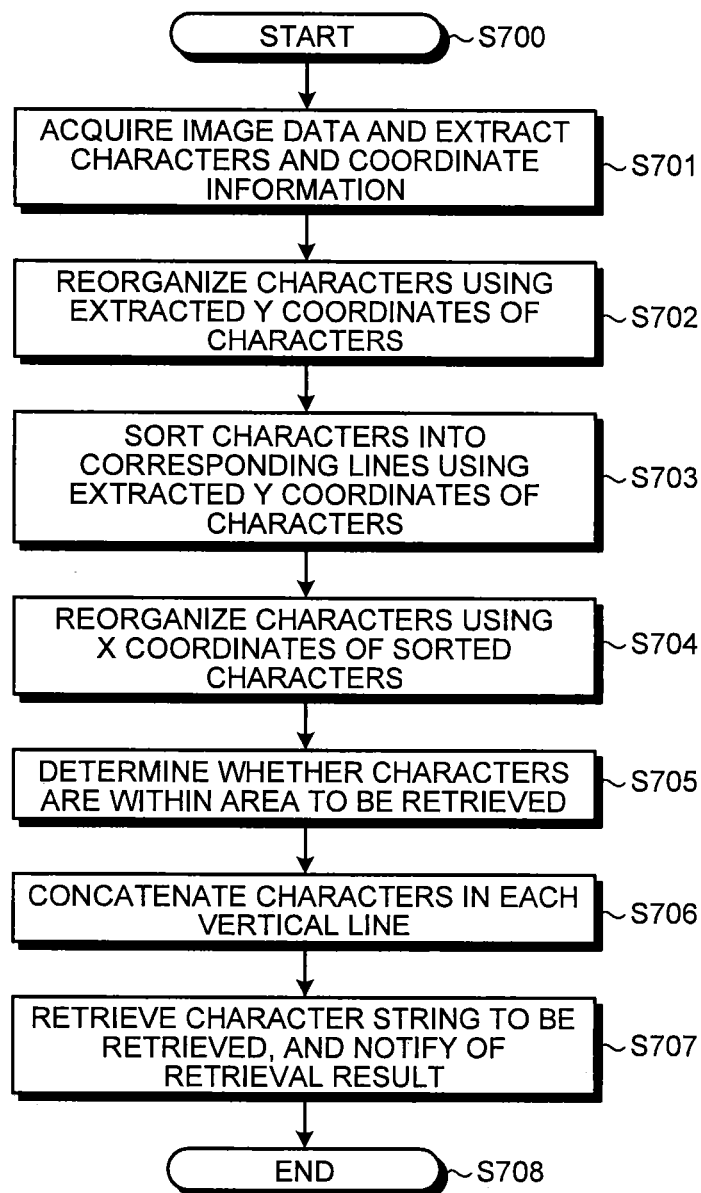 START
S700
ACQUIRE IMAGE DATA AND EXTRACT
CHARACTERS AND COORDINATE
INFORMATION
S701
REORGANIZE CHARACTERS USING
EXTRACTED Y COORDINATES OF
CHARACTERS
S702
SORT CHARACTERS INTO
CORRESPONDING LINES USING
EXTRACTED Y COORDINATES OF
CHARACTERS
S703
REORGANIZE CHARACTERS USING
X COORDINATES OF SORTED
CHARACTERS
S704
DETERMINE WHETHER CHARACTERS
ARE WITHIN AREA TO BE RETRIEVED
S705
CONCATENATE CHARACTERS IN EACH
VERTICAL LINE
S706
RETRIEVE CHARACTER STRING TO BE
RETRIEVED, AND NOTIFY OF
RETRIEVAL RESULT
S707
END
S708